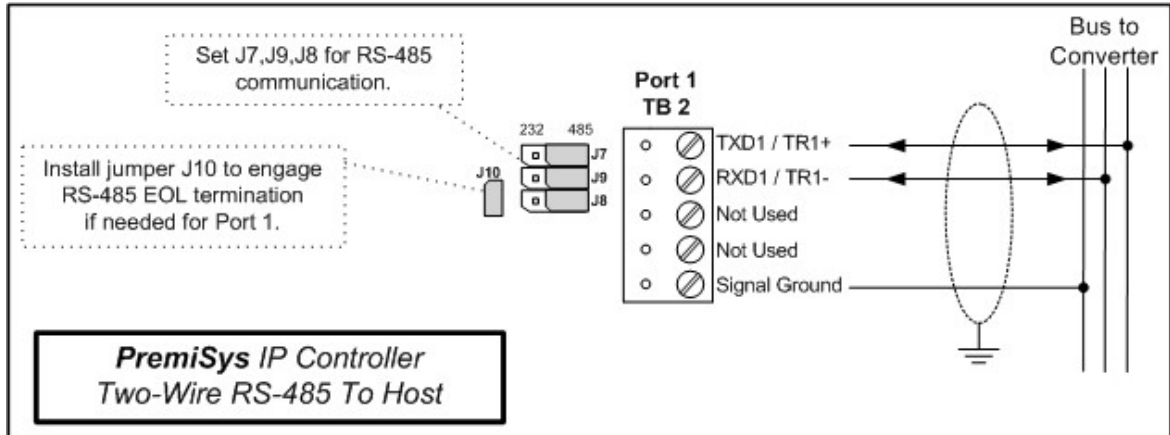 Set J7,J9,J8 for RS-485
communication.
Install jumper J10 to engage
RS-485 EOL termination
if needed for Port 1.
232 485
J7
J10
J9
J8
Port 1
TB 2
TXD1 / TR1+
RXD1 / TR1-
Not Used
Not Used
Signal Ground
Bus to
Converter
PremiSys IP Controller
Two-Wire RS-485 To Host